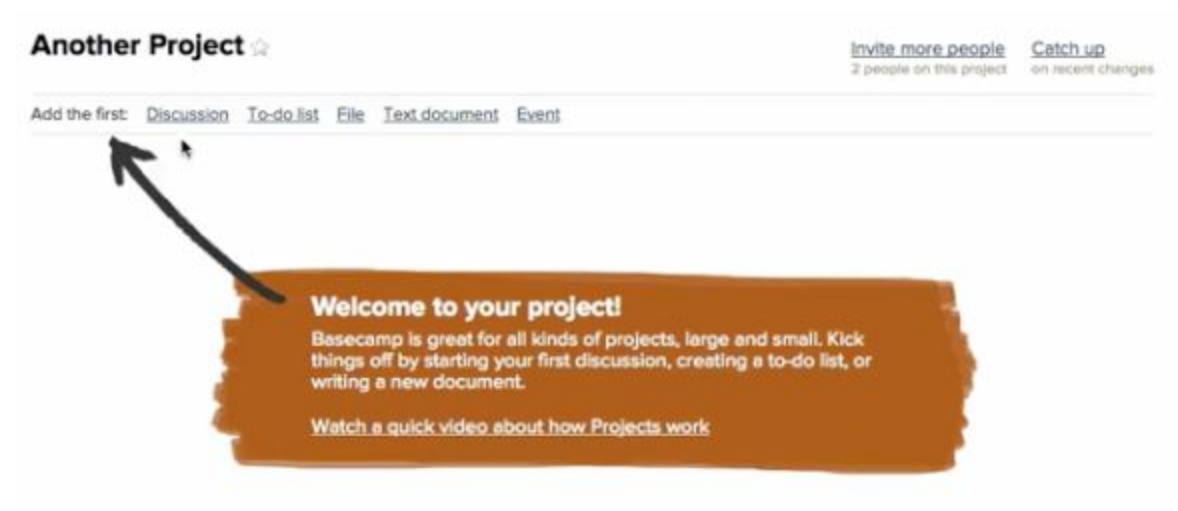 Another Project
Invite more people
Catch up
2 people on this project
on recent changes
Add the first: Discussion To-do list File Text document Event
Welcome to your project!
Basecamp is great for all kinds of projects, large and small. Kick
things off by starting your first discussion, creating a to-do list, or
writing a new document.
Watch a quick video about how Projects work